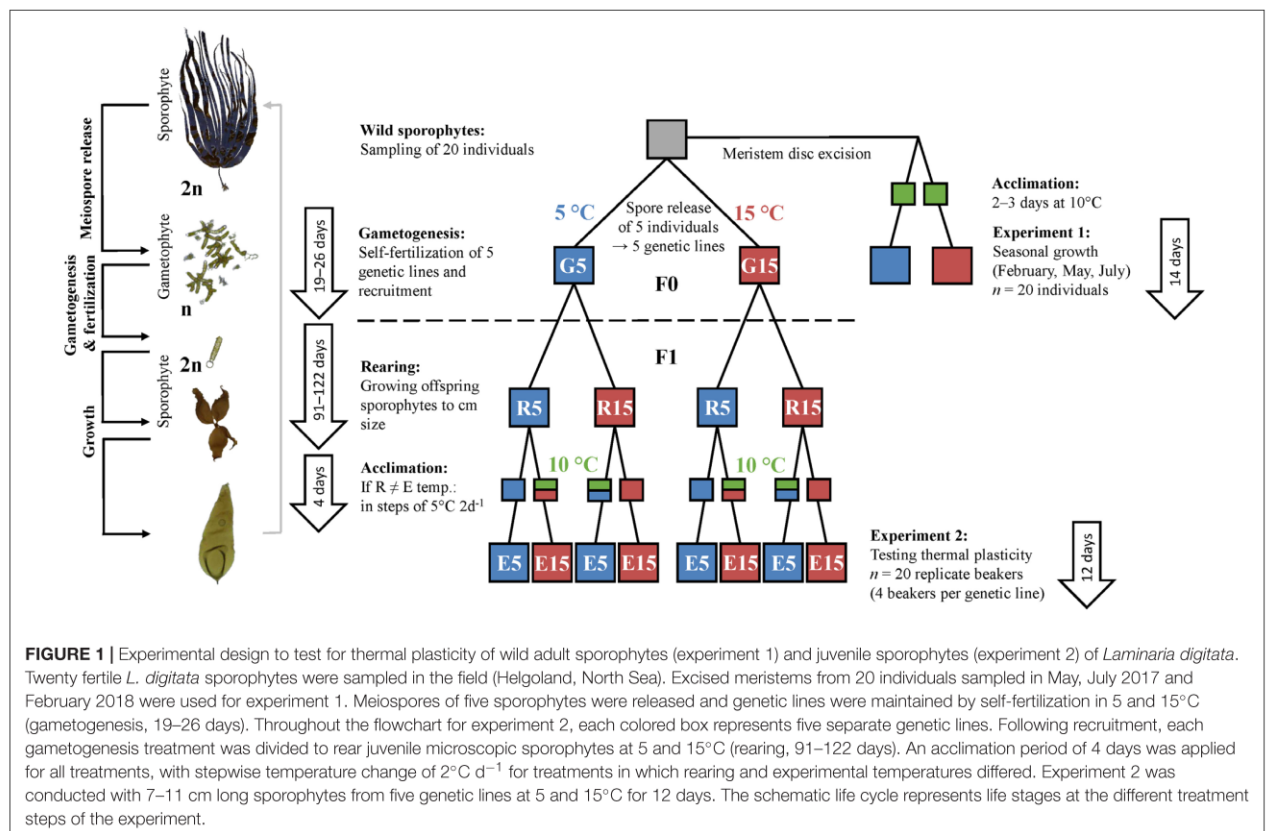 Meiospore release
Gametogenesis
& fertilization
Growth
Sporophyte
2n
Gametophyte
n
2n
Sporophyte
19–26 days
91–122 days
4 days
Wild sporophytes:
Sampling of 20 individuals
Gametogenesis:
Self-fertilization of 5
genetic lines and
recruitment
Rearing:
Growing offspring
sporophytes to cm
size
Acclimation:
If R ≠ E temp.:
in steps of 5°C 2d-1
Meristem disc excision
5 °C
Spore release
of 5 individuals
→ 5 genetic lines
15 °C
G5
F0
G15
F1
R5
R15
R5
R15
10 °C
10 °C
E5
E15
E5
E15
E5
E15
E5
E15
Acclimation:
2–3 days at 10°C
Experiment 1:
Seasonal growth
(February, May, July)
n = 20 individuals
14 days
Experiment 2:
Testing thermal plasticity
n = 20 replicate beakers
(4 beakers per genetic line)
12 days
FIGURE 1 | Experimental design to test for thermal plasticity of wild adult sporophytes (experiment 1) and juvenile sporophytes (experiment 2) of Laminaria digitata.
Twenty fertile L. digitata sporophytes were sampled in the field (Helgoland, North Sea). Excised meristems from 20 individuals sampled in May, July 2017 and
February 2018 were used for experiment 1. Meiospores of five sporophytes were released and genetic lines were maintained by self-fertilization in 5 and 15°C
(gametogenesis, 19–26 days). Throughout the flowchart for experiment 2, each colored box represents five separate genetic lines. Following recruitment, each
gametogenesis treatment was divided to rear juvenile microscopic sporophytes at 5 and 15°C (rearing, 91–122 days). An acclimation period of 4 days was applied
for all treatments, with stepwise temperature change of 2°C d−1 for treatments in which rearing and experimental temperatures differed. Experiment 2 was
conducted with 7–11 cm long sporophytes from five genetic lines at 5 and 15°C for 12 days. The schematic life cycle represents life stages at the different treatment
steps of the experiment.